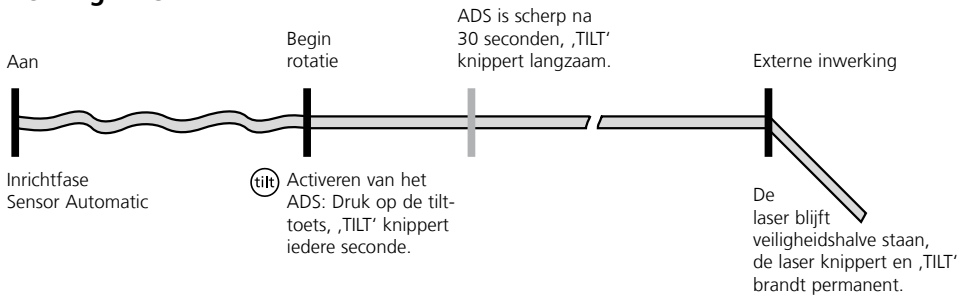 Aan
Begin
rotatie
ADS is scherp na
30 seconden, ‚TILT‘
knippert langzaam.
Externe inwerking
Inrichtfase
Sensor Automatic
tilt
Activeren van het
ADS: Druk op de tilt-
toets, ‚TILT‘ knippert
iedere seconde.
De
laser blijft
veiligheidshalve staan,
de laser knippert en ‚TILT‘
brandt permanent.